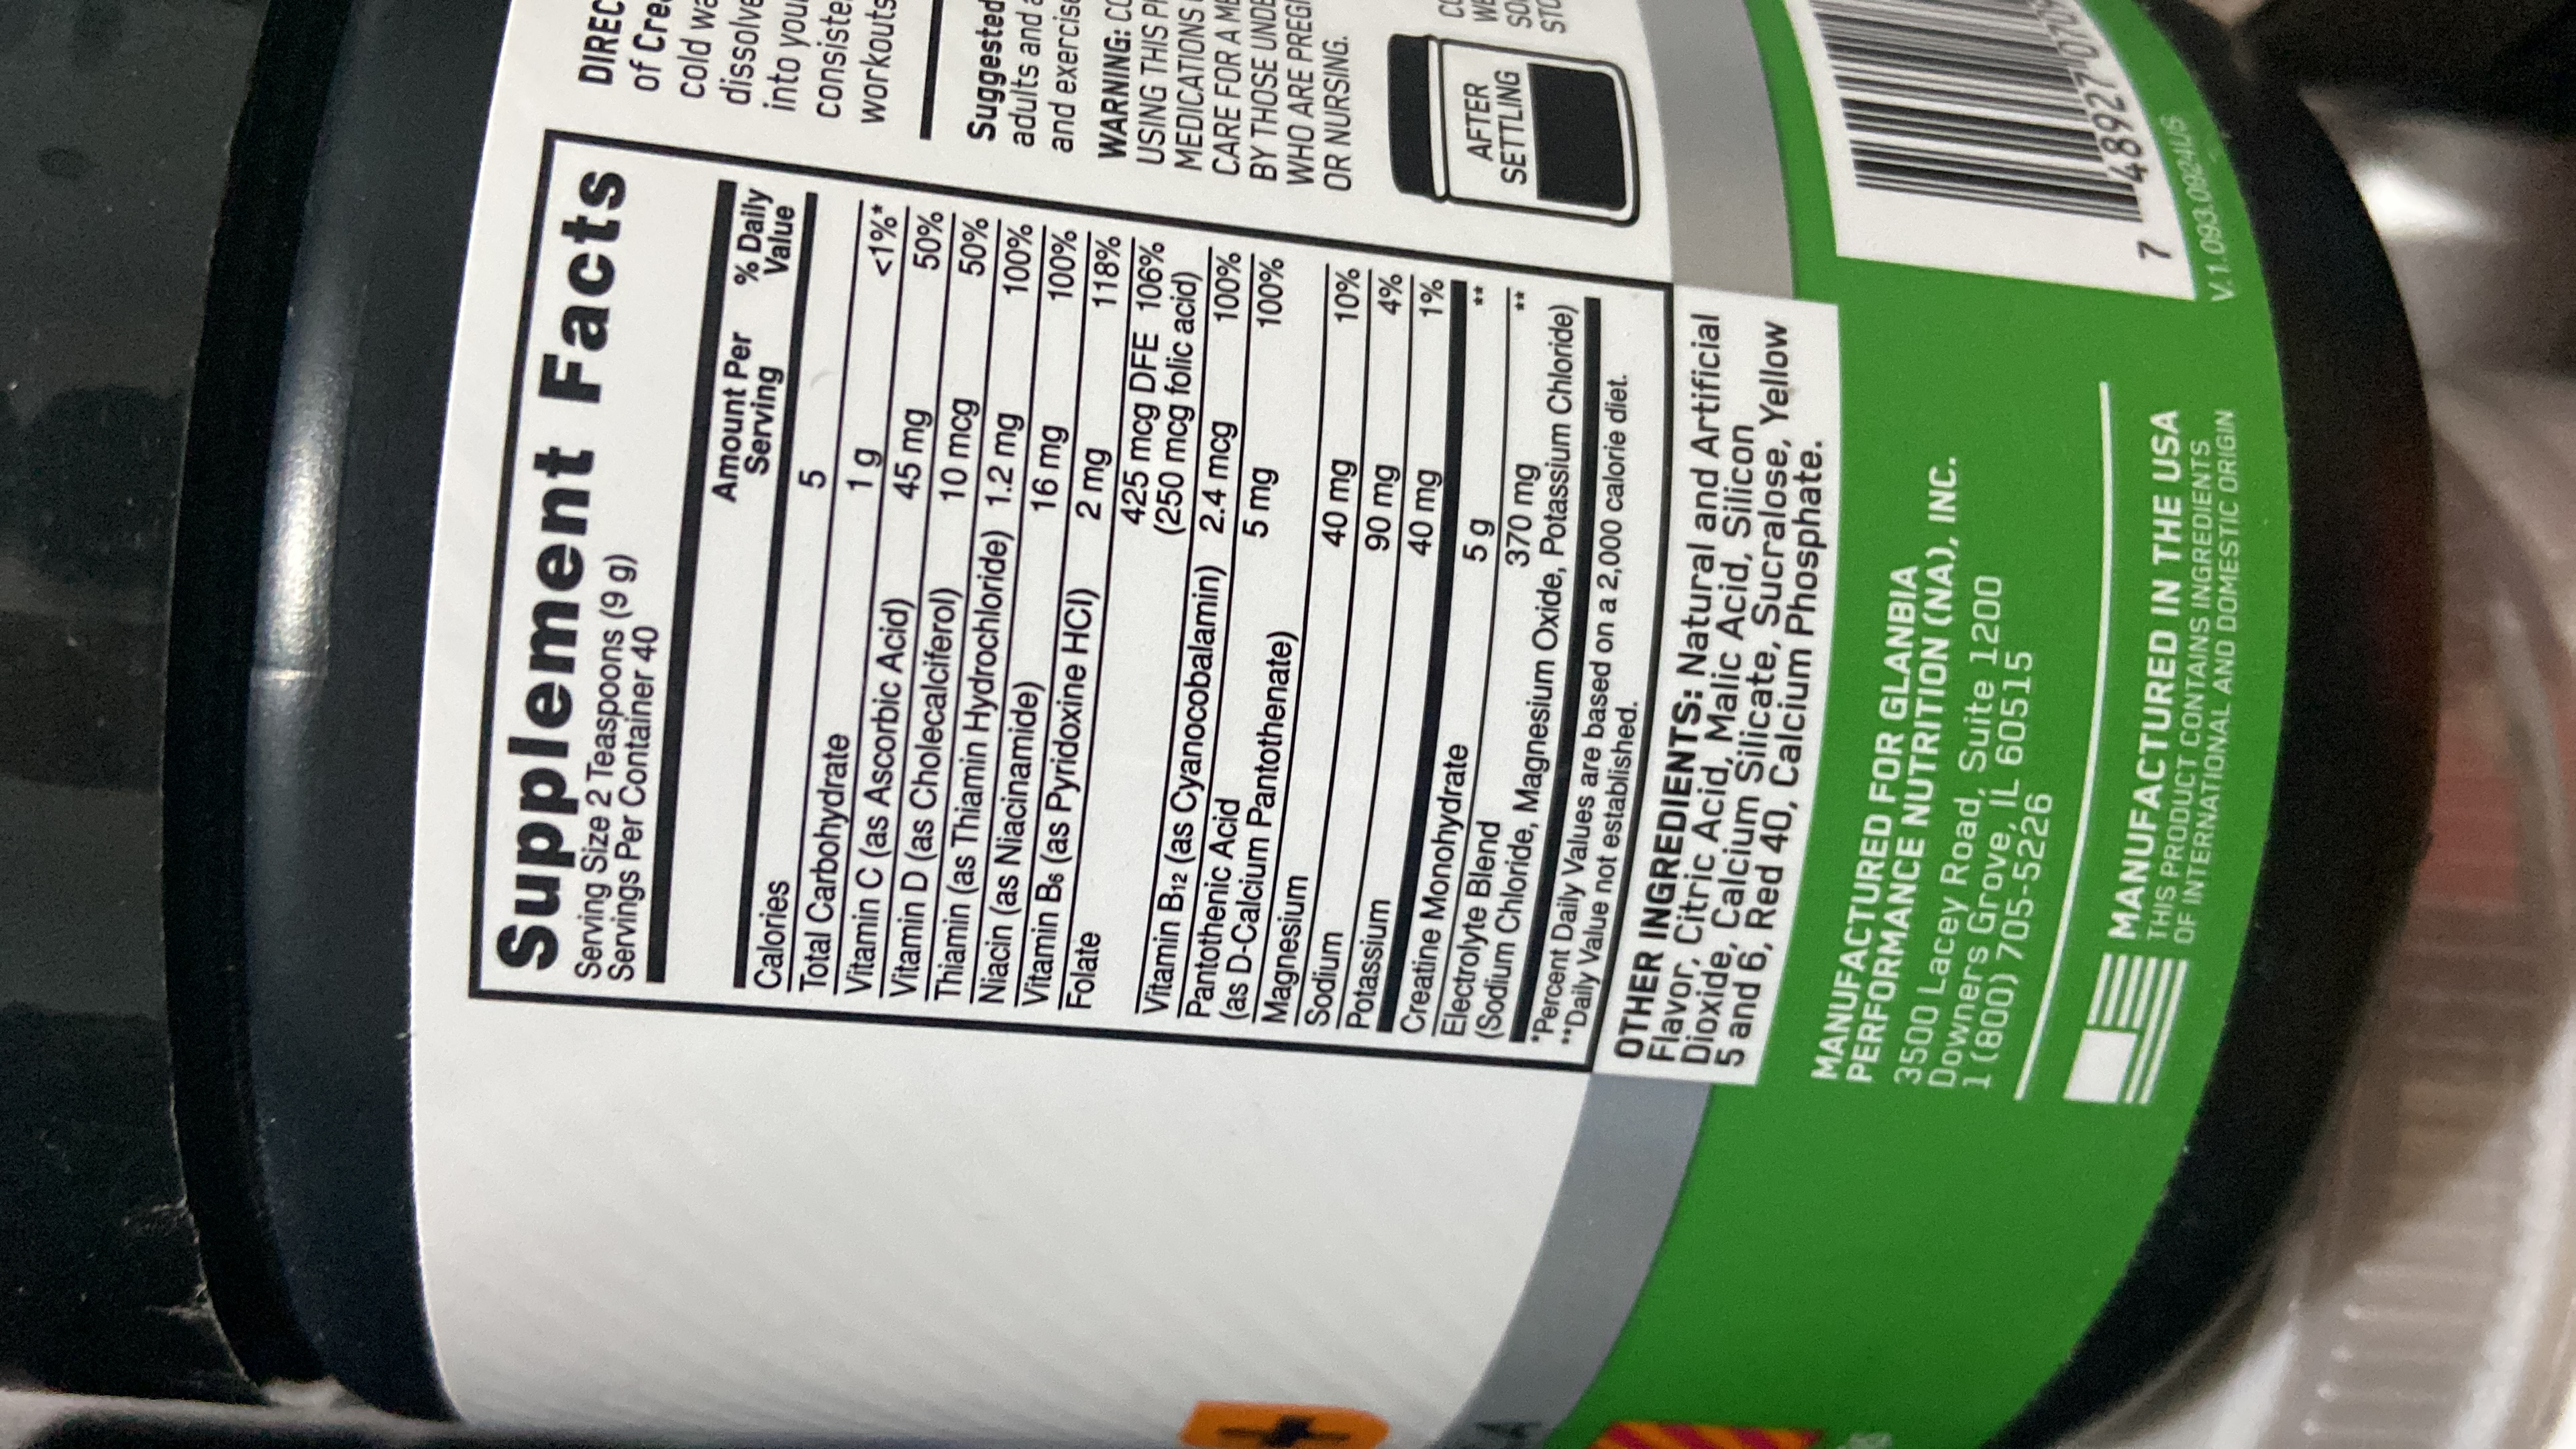 Supplement Facts
Serving Size 2 Teaspoons (9 g)
Servings Per Container 40
Amount Per Serving % Daily Value
Calories 5
Total Carbohydrate 1 g <1%*
Vitamin C (as Ascorbic Acid) 45 mg 50%
Vitamin D (as Cholecalciferol) 10 mcg 50%
Thiamin (as Thiamin Hydrochloride) 1.2 mg 100%
Niacin (as Niacinamide) 16 mg 100%
Vitamin B6 (as Pyridoxine HCl) 2 mg 118%
Folate 425 mcg DFE 106%
(250 mcg folic acid)
Vitamin B12 (as Cyanocobalamin) 2.4 mcg 100%
Pantothenic Acid 5 mg 100%
(as D-Calcium Pantothenate)
Magnesium 40 mg 10%
Sodium 90 mg 4%
Potassium 40 mg 1%
Creatine Monohydrate 5 g **
Electrolyte Blend 370 mg **
(Sodium Chloride, Magnesium Oxide, Potassium Chloride)
*Percent Daily Values are based on a 2,000 calorie diet.
**Daily Value not established.
OTHER INGREDIENTS: Natural and Artificial
Flavor, Citric Acid, Malic Acid, Silicon
Dioxide, Calcium Silicate, Sucralose, Yellow
5 and 6, Red 40, Calcium Phosphate.
MANUFACTURED FOR GLANBIA
PERFORMANCE NUTRITION (NA), INC.
3500 Lacey Road, Suite 1200
Downers Grove, IL 60515
1 (800) 705-5226
MANUFACTURED IN THE USA
THIS PRODUCT CONTAINS INGREDIENTS
OF INTERNATIONAL AND DOMESTIC ORIGIN
of
cold
dissolve
into
workouts
Suggested
adults and
and exercise
WARNING:
USING THIS
MEDICATIONS
CARE FOR A
BY THOSE
WHO ARE
OR NURSING.
AFTER
SETTLING
7 48927
V.1.093.0924US